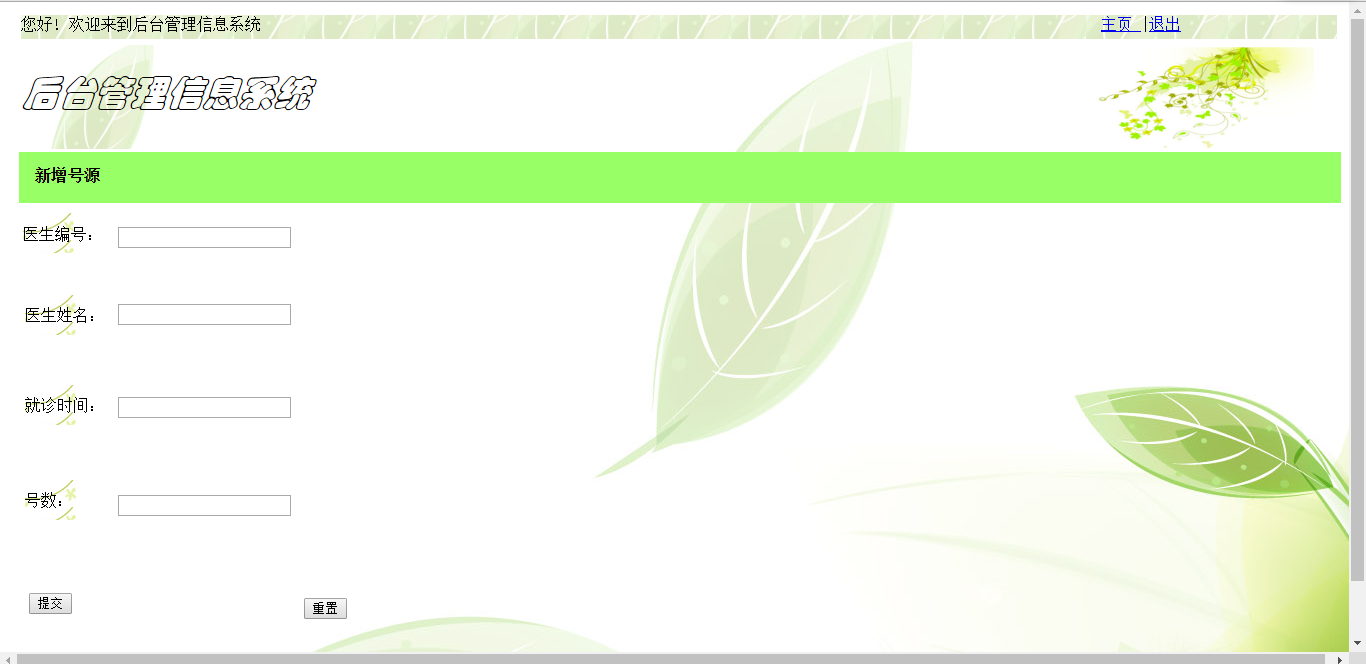 您好！欢迎来到后台管理信息系统
主页 |退出
后台管理信息系统
新增号源
医生编号：
医生姓名：
就诊时间：
号数：
提交
重置